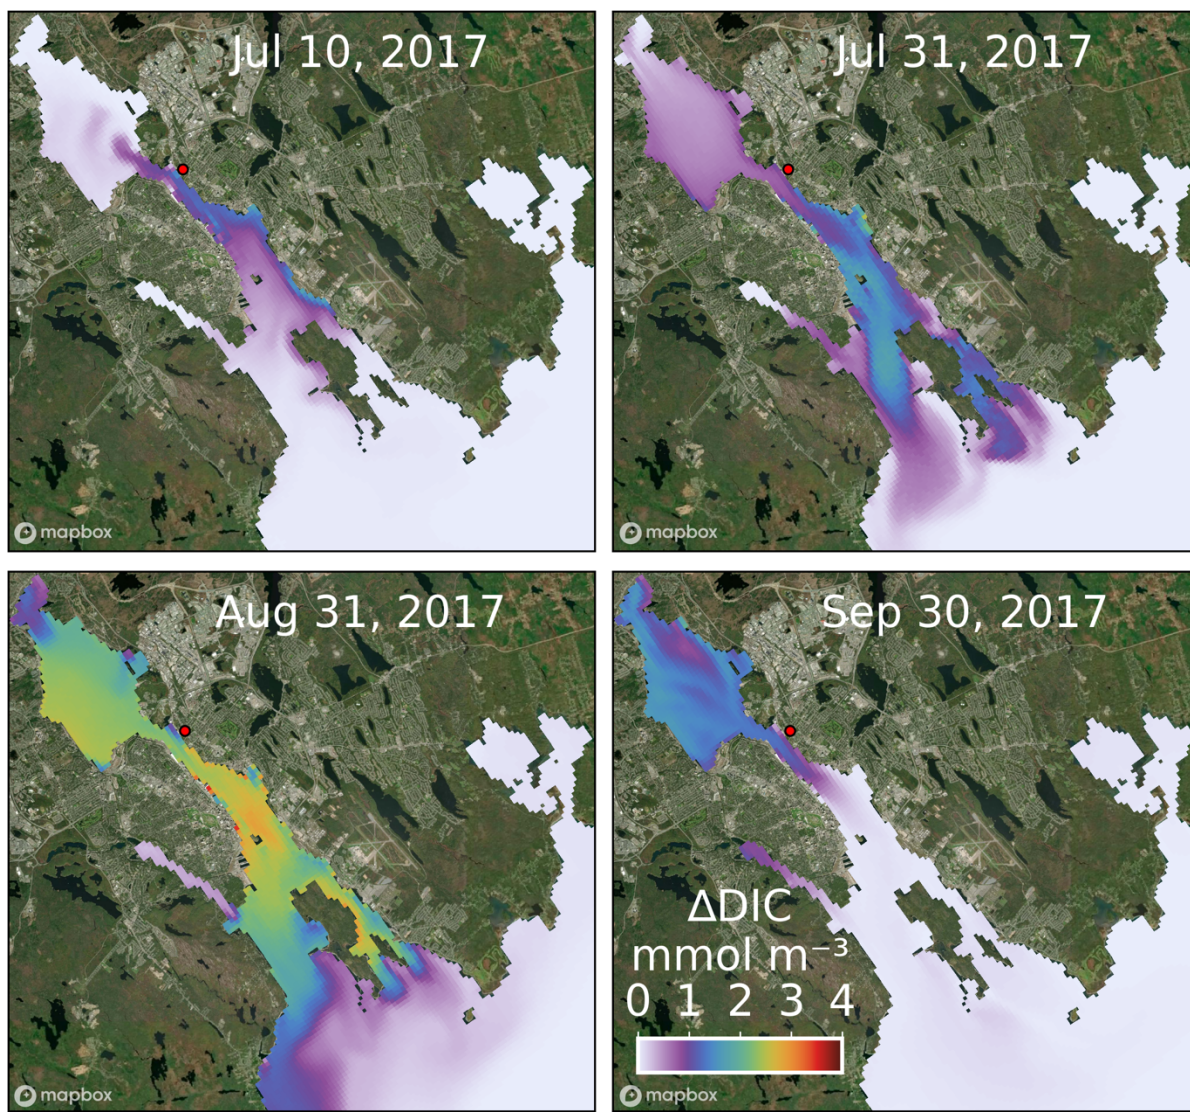 Jul 10, 2017
Jul 31, 2017
mapbox
mapbox
Aug 31, 2017
Sep 30, 2017
ΔDIC
mmol m⁻³
0 1 2 3 4
mapbox
mapbox